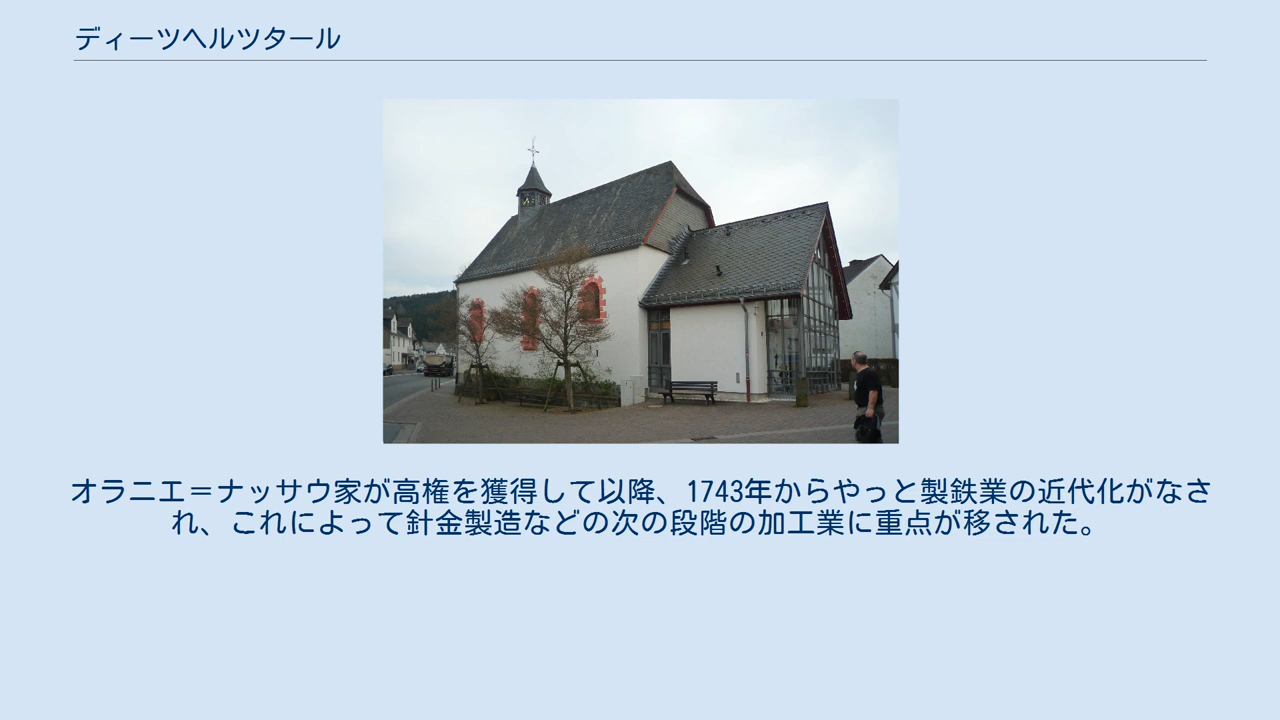 ディーツヘルツタール
オラニエ＝ナッサウ家が高権を獲得して以降、1743年からやっと製鉄業の近代化がなさ
れ、これによって針金製造などの次の段階の加工業に重点が移された。